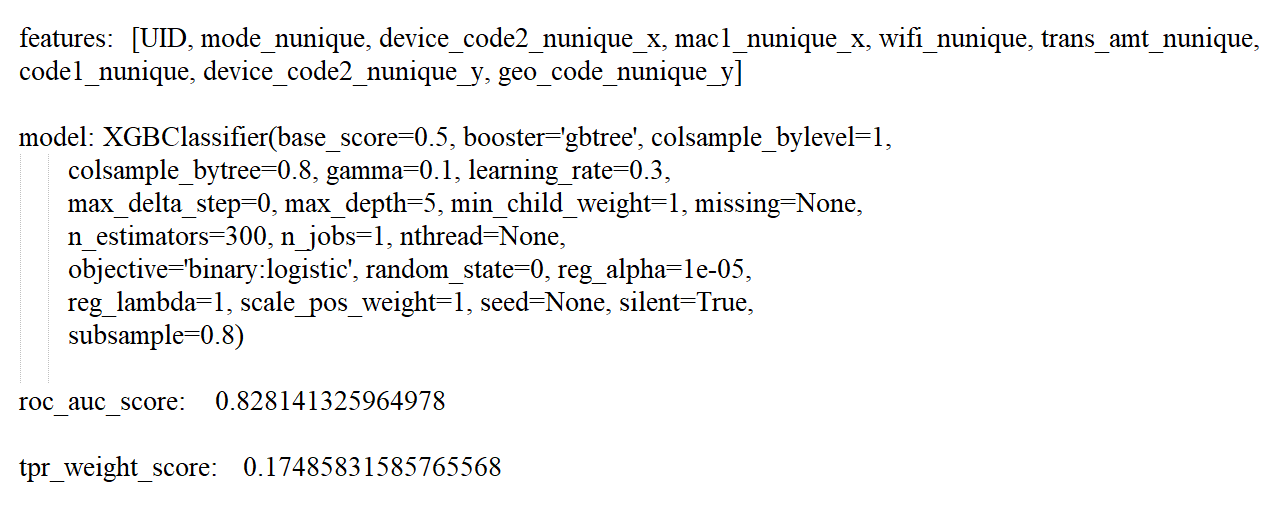 features: [UID, mode_nunique, device_code2_nunique_x, mac1_nunique_x, wifi_nunique, trans_amt_nunique,
code1_nunique, device_code2_nunique_y, geo_code_nunique_y]
model: XGBClassifier(base_score=0.5, booster='gbtree', colsample_bylevel=1,
colsample_bytree=0.8, gamma=0.1, learning_rate=0.3,
max_delta_step=0, max_depth=5, min_child_weight=1, missing=None,
n_estimators=300, n_jobs=1, nthread=None,
objective='binary:logistic', random_state=0, reg_alpha=1e-05,
reg_lambda=1, scale_pos_weight=1, seed=None, silent=True,
subsample=0.8)
roc_auc_score: 0.828141325964978
tpr_weight_score: 0.17485831585765568